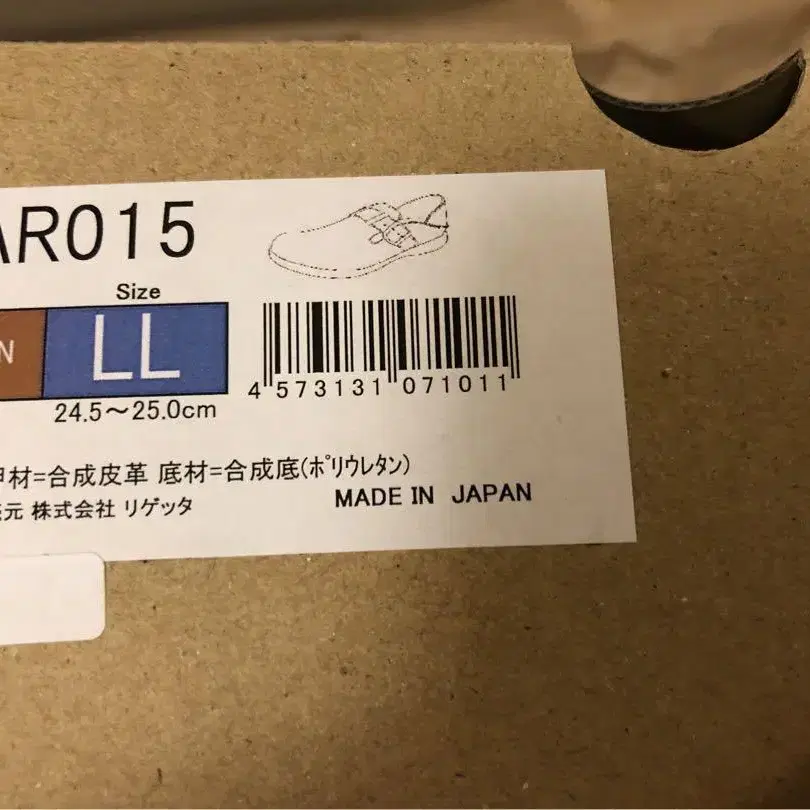 AR015
Size
N LL
24.5～25.0cm
4 573131 071011
甲材=合成皮革 底材=合成底(ﾎﾟﾘｳﾚﾀﾝ)
元 株式会社 リゲッタ
MADE IN JAPAN